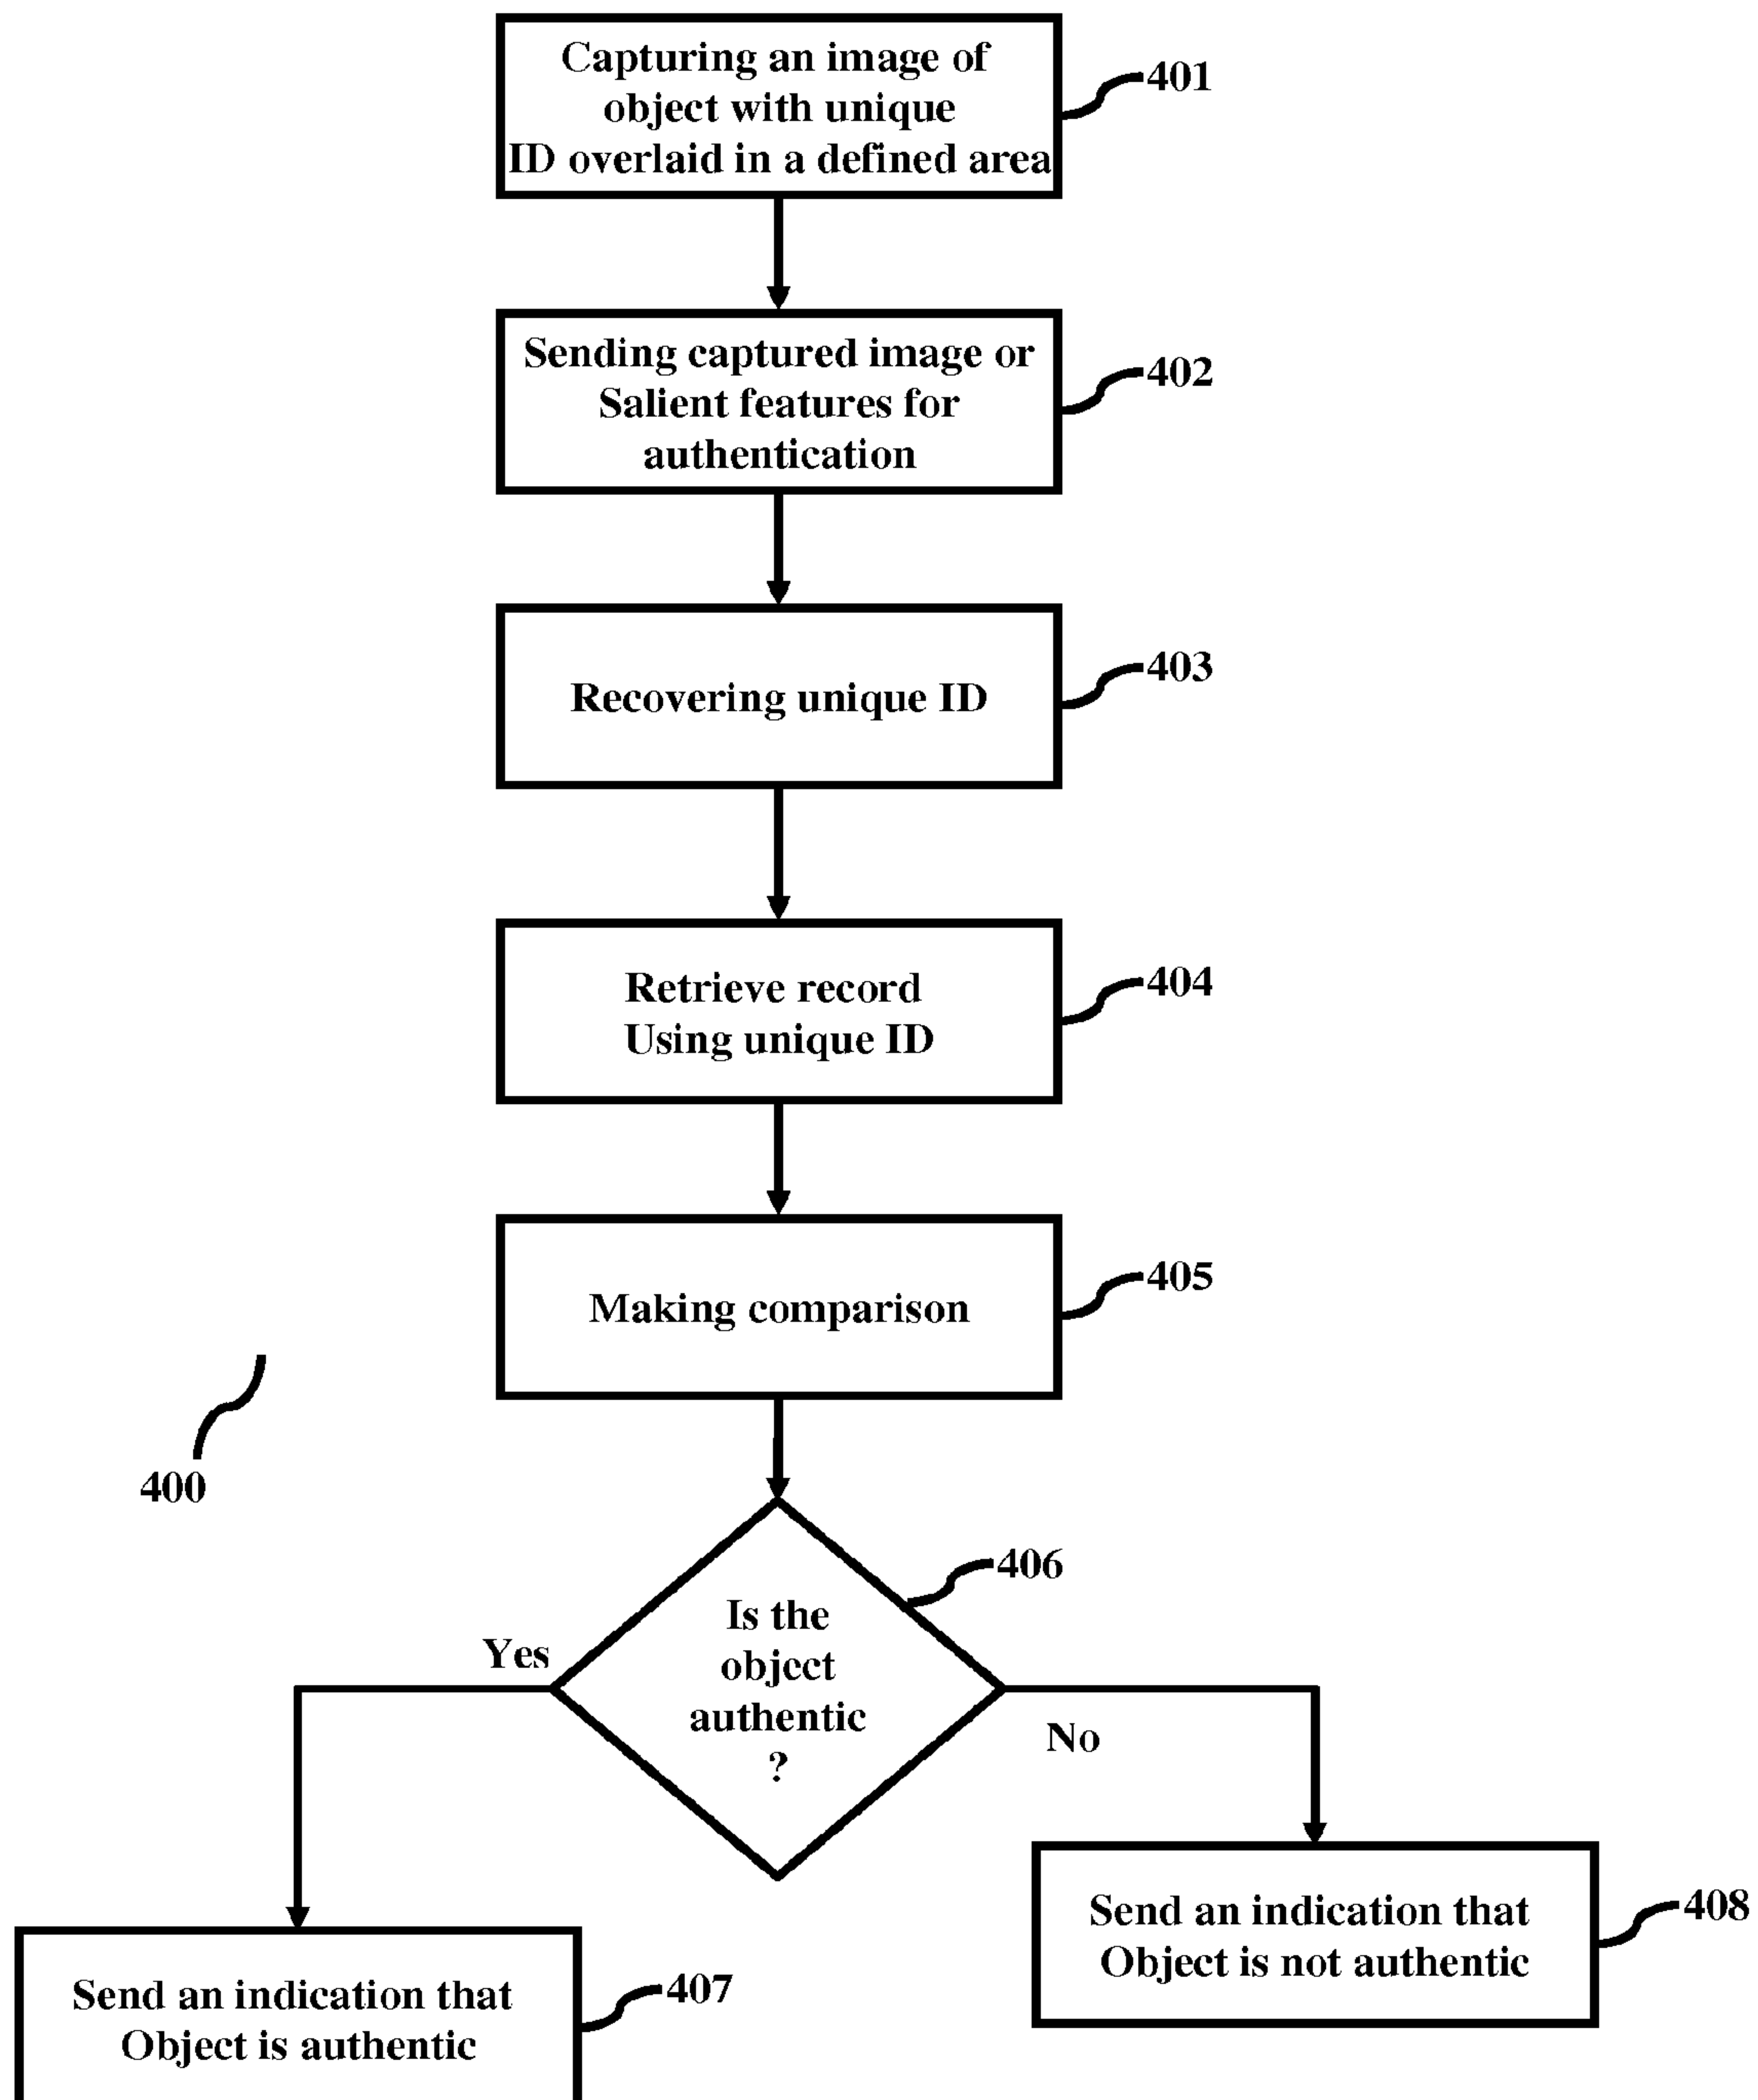 Capturing an image of
object with unique
ID overlaid in a defined area
401
Sending captured image or
Salient features for
authentication
402
Recovering unique ID
403
Retrieve record
Using unique ID
404
Making comparison
405
400
406
Is the
object
authentic
?
Yes
No
Send an indication that
Object is not authentic
408
Send an indication that
Object is authentic
407